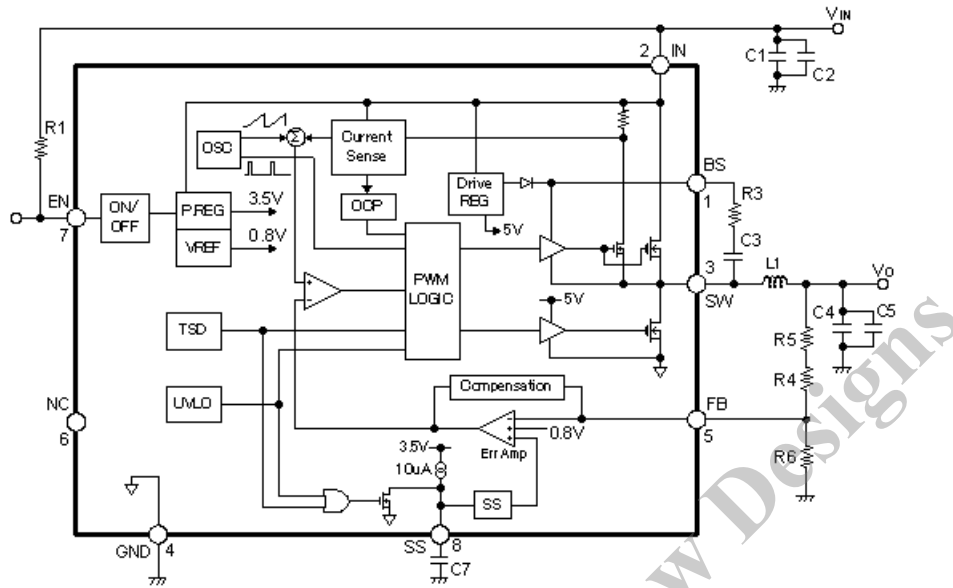 VIN
2 IN
C1
C2
R1
OSC
Σ
Current
Sense
BS
1
EN
7
ON/
OFF
P.REG
VREF
3.5V
0.8V
OCP
Drive
REG
5V
R3
C3
PWM
LOGIC
3
SW
L1
Vo
+
-
5V
C4
C5
TSD
R5
R4
UVLO
Compensation
NC
6
FB
5
-
+
+
0.8V
Err Amp
R6
3.5V
10uA
SS
GND
4
SS
8
C7
w Designs